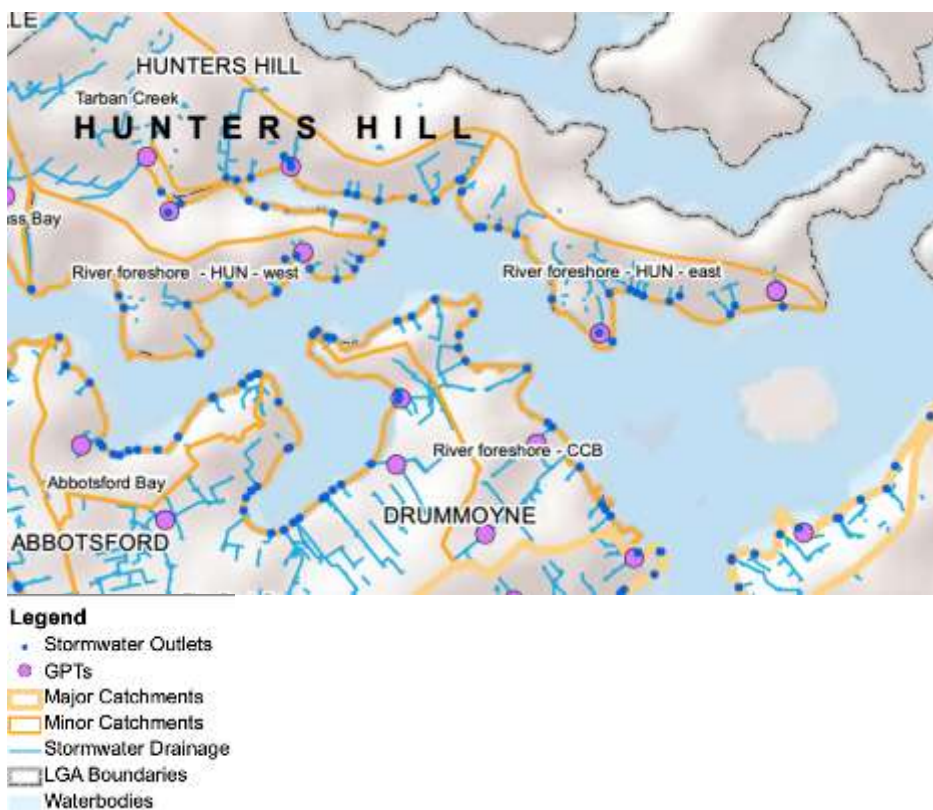 LE
HUNTERS HILL
Tarban Creek
HUNTERS HILL
ass Bay
River foreshore - HUN - west
River foreshore - HUN - east
River foreshore - CCB
Abbotsford Bay
DRUMMOYNE
ABBOTSFORD
Legend
Stormwater Outlets
GPTs
Major Catchments
Minor Catchments
Stormwater Drainage
LGA Boundaries
Waterbodies